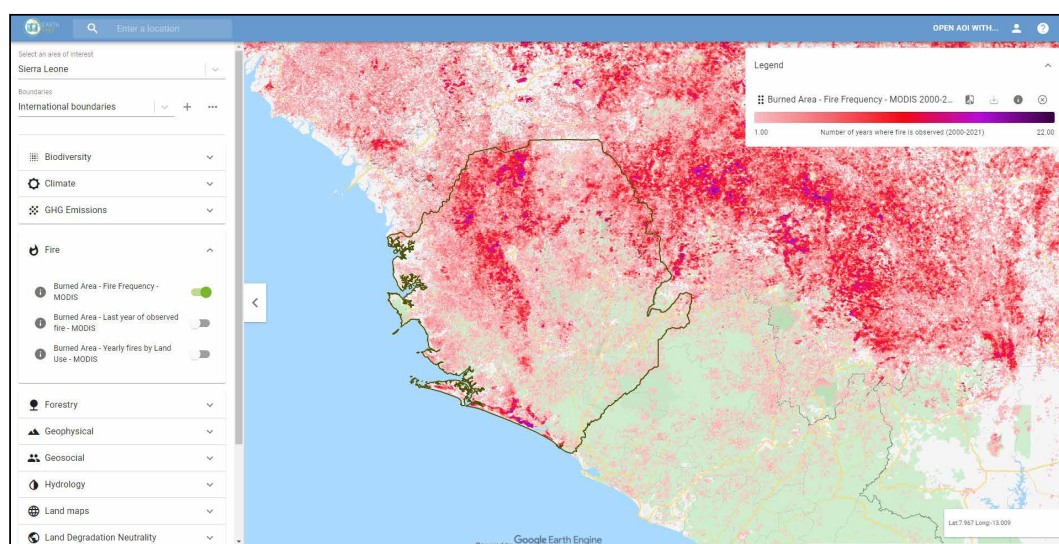 EARTH
Enter a location
OPEN AOI WITH...
Select an area of interest
Sierra Leone
Boundaries
International boundaries
Biodiversity
Climate
GHG Emissions
Fire
Burned Area - Fire Frequency -
MODIS
Burned Area - Last year of observed
fire - MODIS
Burned Area - Yearly fires by Land
Use - MODIS
Forestry
Geophysical
Geosocial
Hydrology
Land maps
Land Degradation Neutrality
Legend
Burned Area - Fire Frequency - MODIS 2000-2...
1.00 Number of years where fire is observed (2000-2021) 22.00
Lat:7.967 Long:-13.009
Google Earth Engine